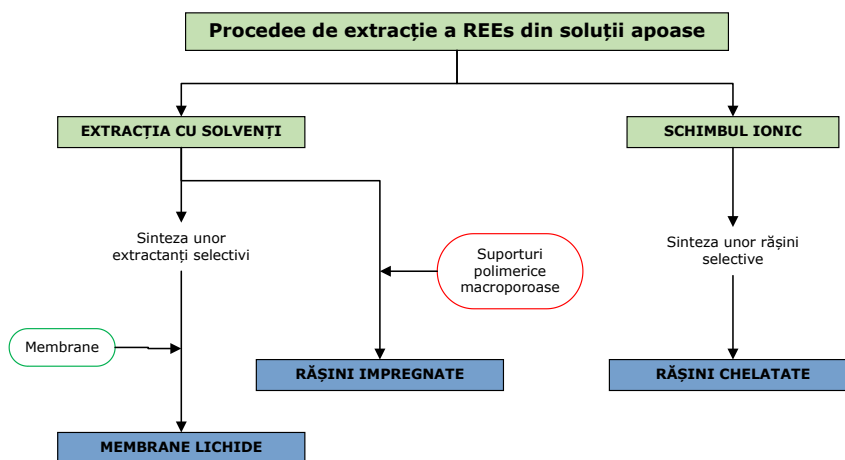 Procedee de extracție a REEs din soluții apoase
EXTRACȚIA CU SOLVENȚI
SCHIMBUL IONIC
Sinteza unor
extractanți selectivi
Suporturi
polimerice
macroporoase
Sinteza unor rășini
selective
Membrane
RĂȘINI IMPREGNATE
RĂȘINI CHELATATE
MEMBRANE LICHIDE